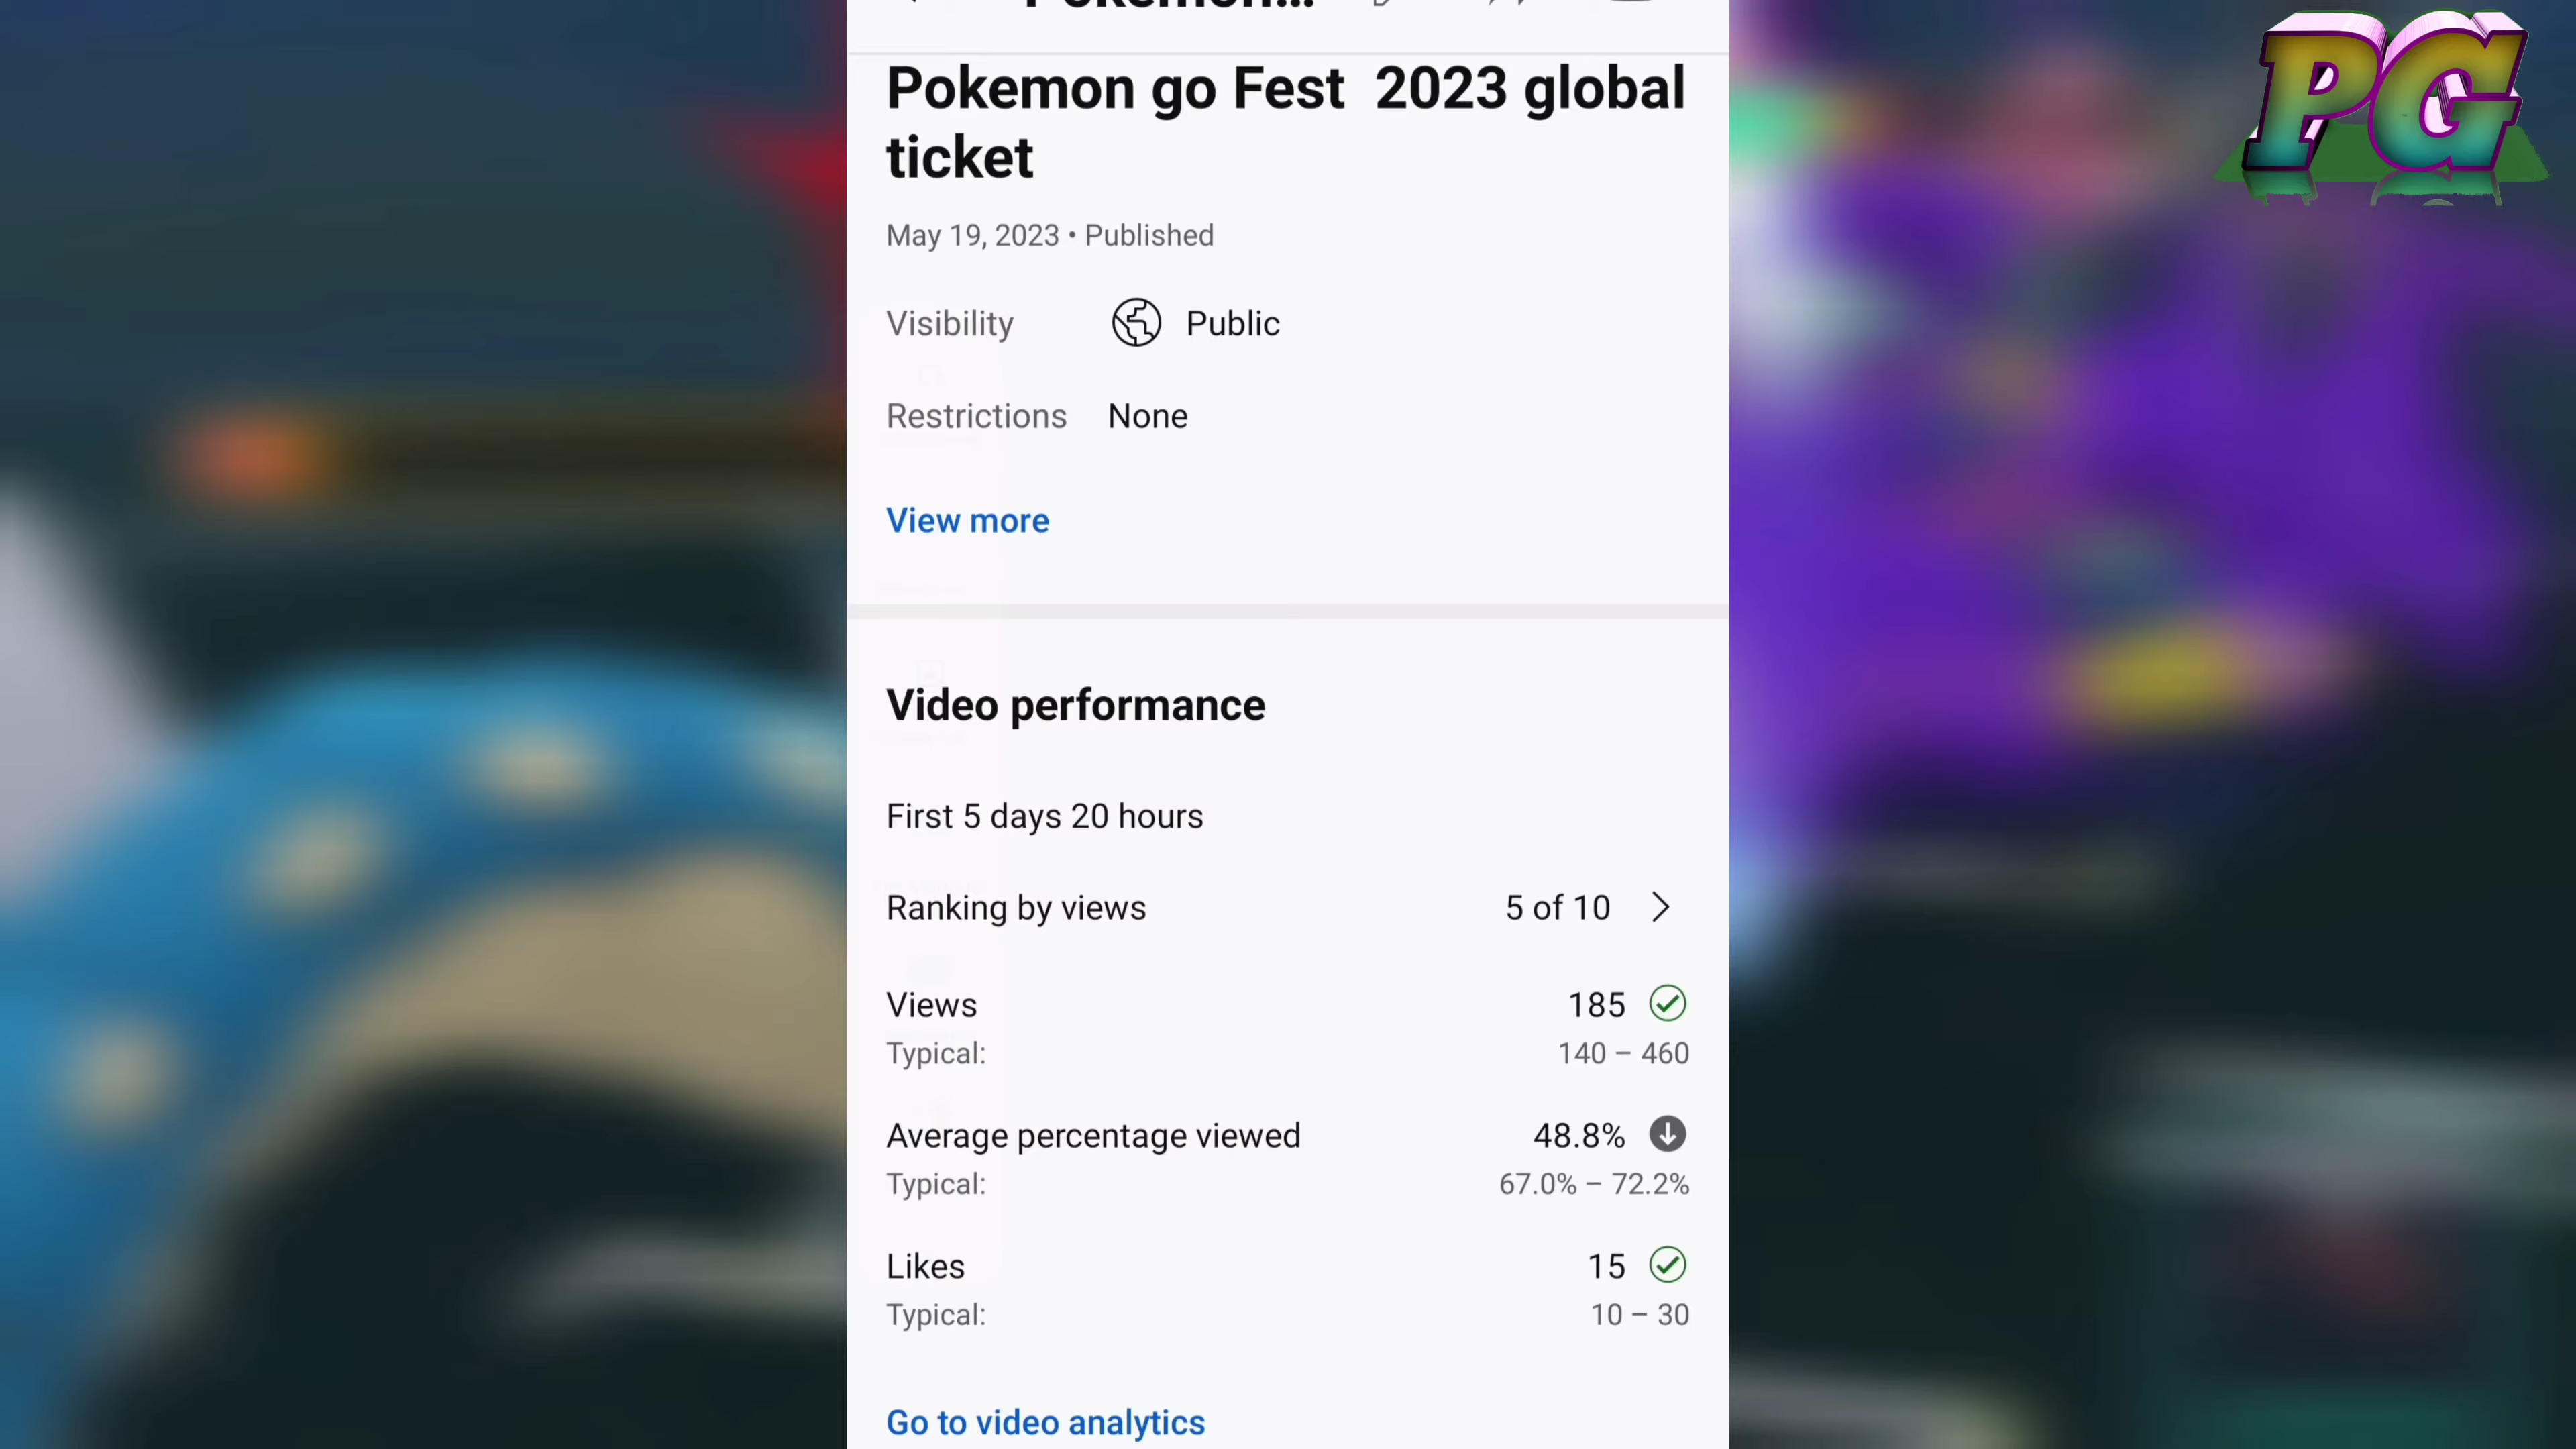 PG
Pokemon...
Pokemon go Fest 2023 global
ticket
May 19, 2023 • Published
Visibility Public
Restrictions None
View more
Video performance
First 5 days 20 hours
Ranking by views 5 of 10
Views 185
Typical: 140 – 460
Average percentage viewed 48.8%
Typical: 67.0% – 72.2%
Likes 15
Typical: 10 – 30
Go to video analytics